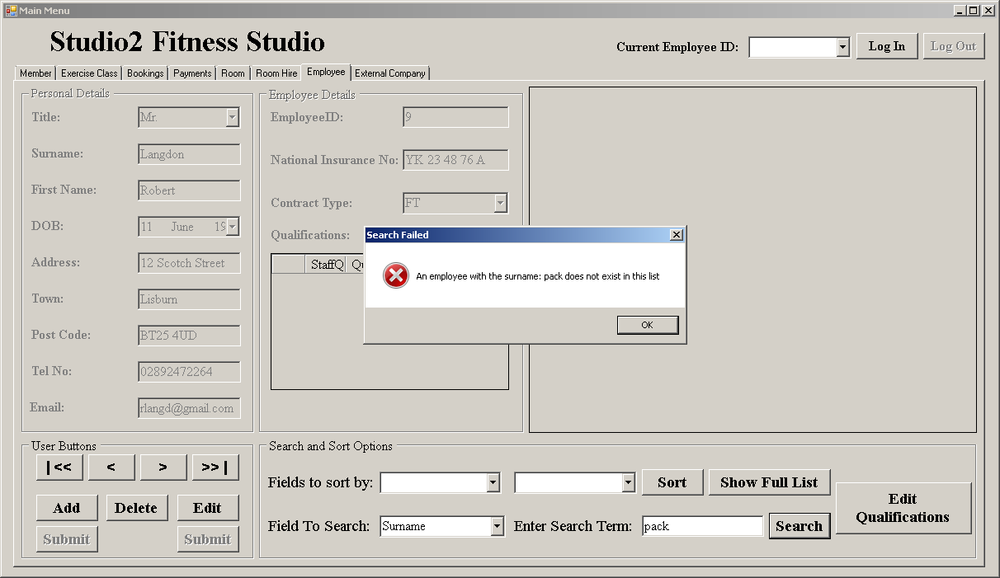 Main Menu
Studio2 Fitness Studio
Current Employee ID:
Log In
Log Out
Member
Exercise Class
Bookings
Payments
Room
Room Hire
Employee
External Company
Personal Details
Title:
Mr.
Surname:
Langdon
First Name:
Robert
DOB:
11 June 19
Address:
12 Scotch Street
Town:
Lisburn
Post Code:
BT25 4UD
Tel No:
02892472264
Email:
rlangd@gmail.com
Employee Details
EmployeeID:
9
National Insurance No:
YK 23 48 76 A
Contract Type:
FT
Qualifications:
StaffQ
Search Failed
An employee with the surname: pack does not exist in this list
OK
User Buttons
|<<
<
>
>>|
Add
Delete
Edit
Submit
Submit
Search and Sort Options
Fields to sort by:
Sort
Show Full List
Field To Search:
Surname
Enter Search Term:
pack
Search
Edit
Qualifications